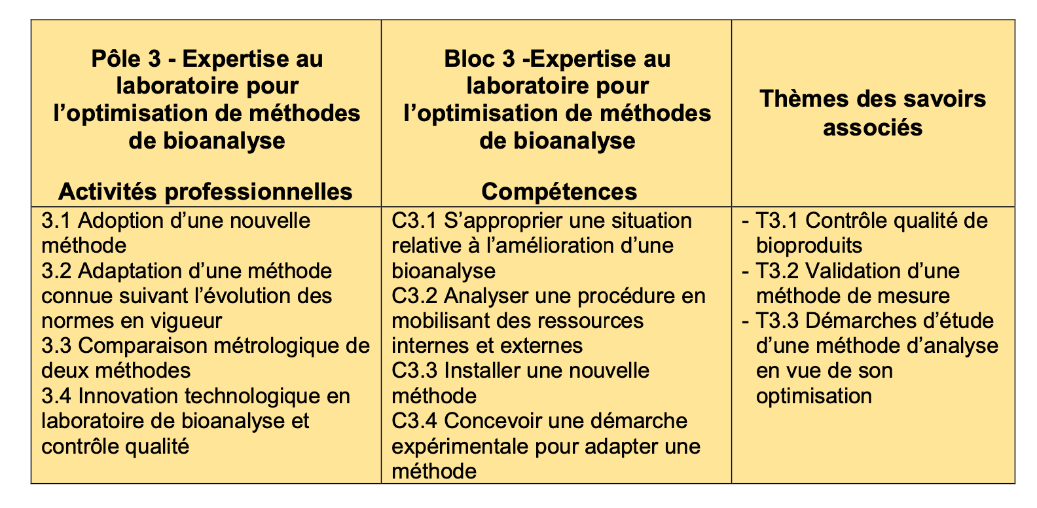 Pôle 3 - Expertise au
laboratoire pour
l’optimisation de méthodes
de bioanalyse
Activités professionnelles
Bloc 3 -Expertise au
laboratoire pour
l’optimisation de méthodes
de bioanalyse
Compétences
Thèmes des savoirs
associés
3.1 Adoption d’une nouvelle
méthode
3.2 Adaptation d’une méthode
connue suivant l’évolution des
normes en vigueur
3.3 Comparaison métrologique de
deux méthodes
3.4 Innovation technologique en
laboratoire de bioanalyse et
contrôle qualité
C3.1 S’approprier une situation
relative à l’amélioration d’une
bioanalyse
C3.2 Analyser une procédure en
mobilisant des ressources
internes et externes
C3.3 Installer une nouvelle
méthode
C3.4 Concevoir une démarche
expérimentale pour adapter une
méthode
- T3.1 Contrôle qualité de
bioproduits
- T3.2 Validation d’une
méthode de mesure
- T3.3 Démarches d’étude
d’une méthode d’analyse
en vue de son
optimisation